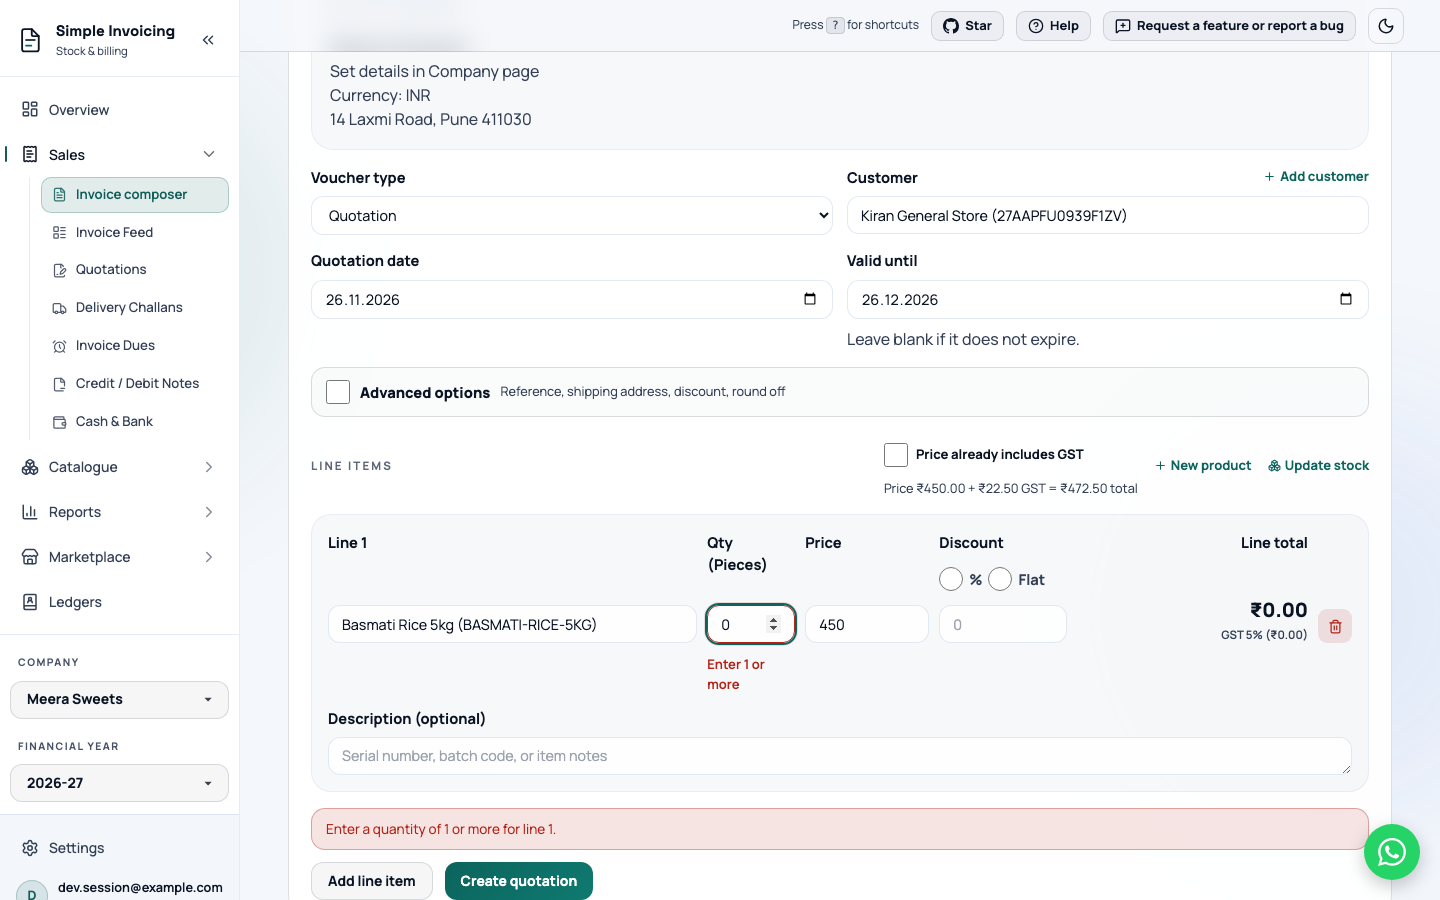 Simple Invoicing
Stock & billing
Press ? for shortcuts
Star
Help
Request a feature or report a bug
Overview
Sales
Invoice composer
Invoice Feed
Quotations
Delivery Challans
Invoice Dues
Credit / Debit Notes
Cash & Bank
Catalogue
Reports
Marketplace
Ledgers
COMPANY
Meera Sweets
FINANCIAL YEAR
2026-27
Settings
D
dev.session@example.com
Set details in Company page
Currency: INR
14 Laxmi Road, Pune 411030
Voucher type
Quotation
Customer
+ Add customer
Kiran General Store (27AAPFU0939F1ZV)
Quotation date
26.11.2026
Valid until
26.12.2026
Leave blank if it does not expire.
Advanced options Reference, shipping address, discount, round off
LINE ITEMS
Price already includes GST
Price ₹450.00 + ₹22.50 GST = ₹472.50 total
+ New product
Update stock
Line 1
Qty
(Pieces)
Price
Discount
% Flat
Line total
Basmati Rice 5kg (BASMATI-RICE-5KG)
0
450
0
₹0.00
GST 5% (₹0.00)
Enter 1 or
more
Description (optional)
Serial number, batch code, or item notes
Enter a quantity of 1 or more for line 1.
Add line item
Create quotation